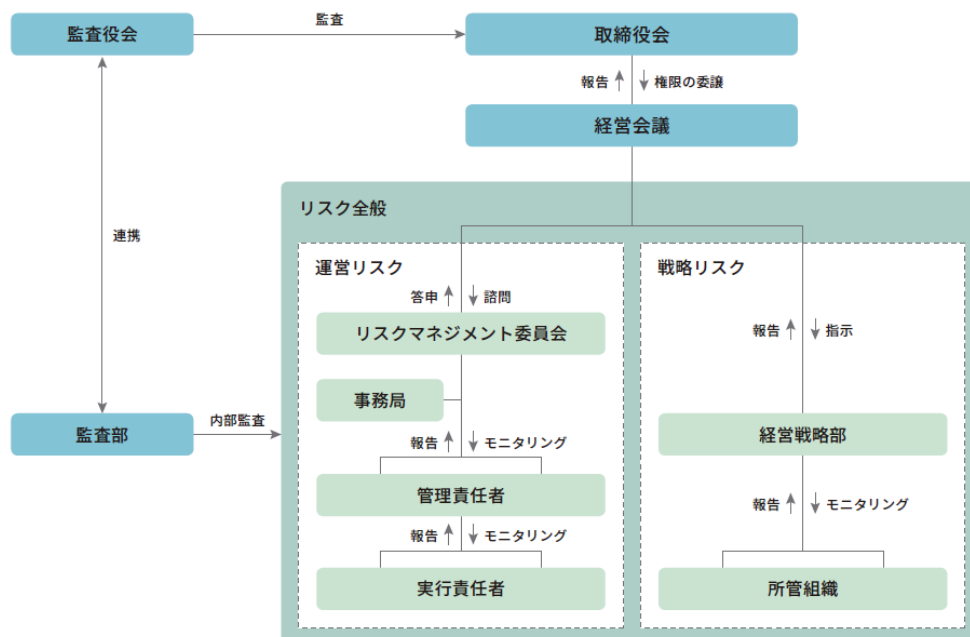 監査役会
監査
取締役会
報告
権限の委譲
経営会議
連携
リスク全般
運営リスク
戦略リスク
答申
諮問
リスクマネジメント委員会
報告
指示
事務局
監査部
内部監査
報告
モニタリング
経営戦略部
管理責任者
報告
モニタリング
報告
モニタリング
実行責任者
所管組織